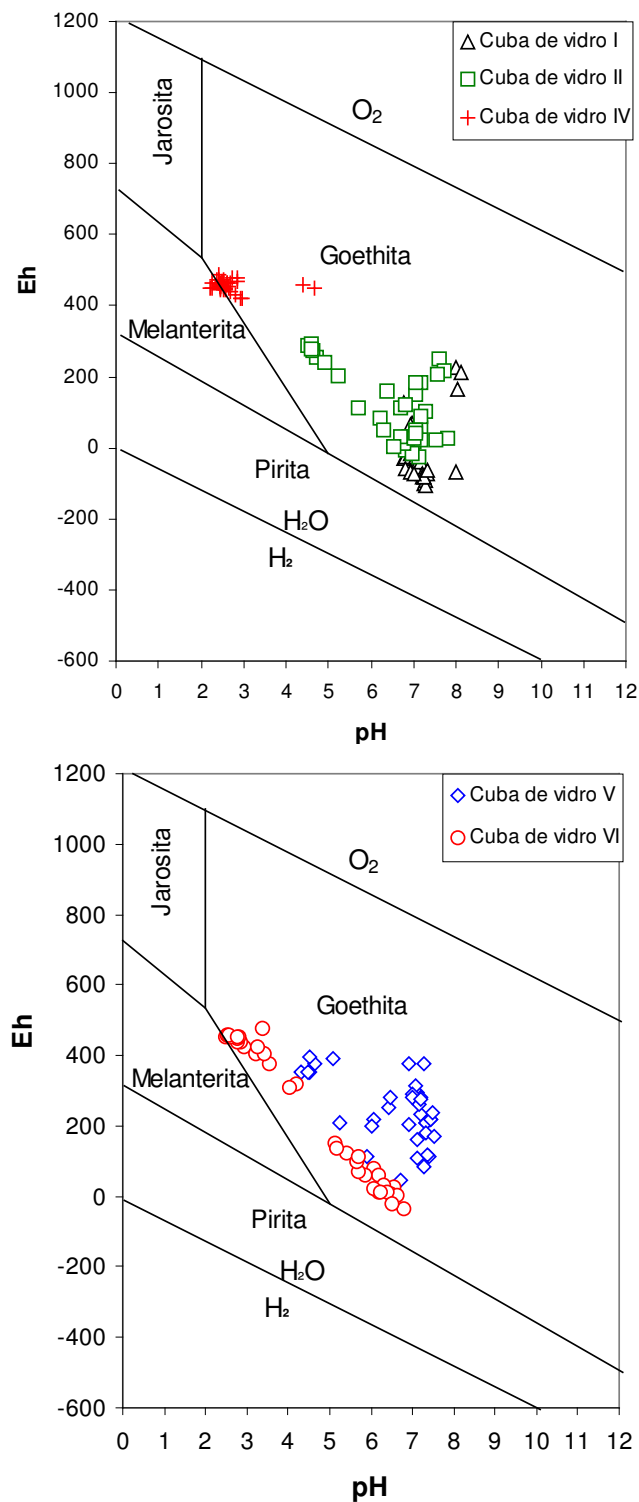 1200
1000
800
600
400
200
0
-200
-400
-600
Eh
0 1 2 3 4 5 6 7 8 9 10 11 12
pH
Cuba de vidro I
Cuba de vidro II
Cuba de vidro IV
Jarosita
O₂
Goethita
Melanterita
Pirita
H₂O
H₂
1200
1000
800
600
400
200
0
-200
-400
-600
Eh
0 1 2 3 4 5 6 7 8 9 10 11 12
pH
Cuba de vidro V
Cuba de vidro VI
Jarosita
O₂
Goethita
Melanterita
Pirita
H₂O
H₂